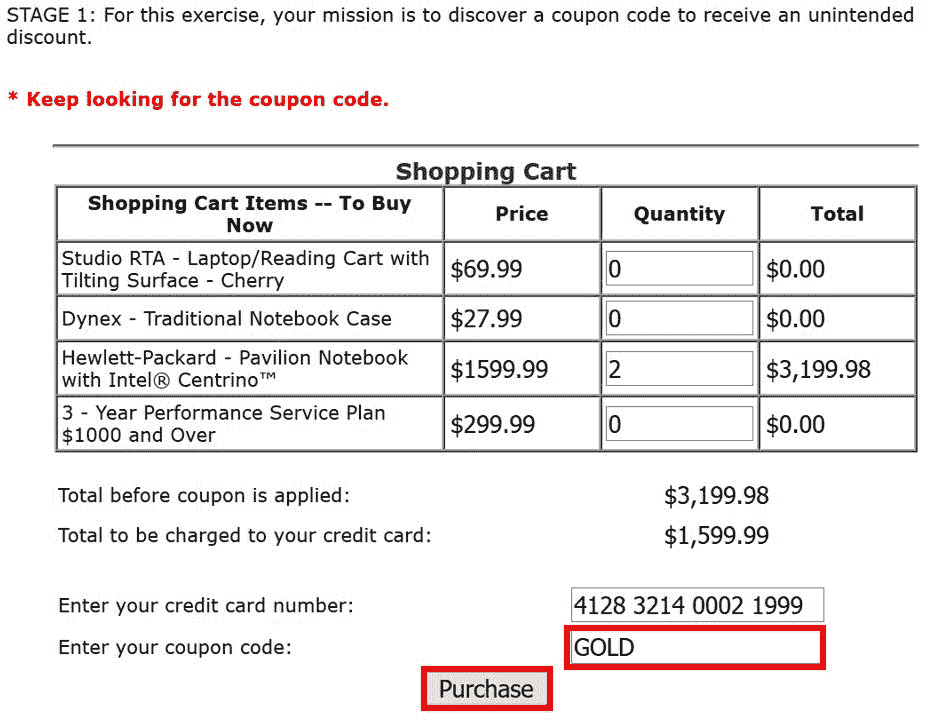 STAGE 1: For this exercise, your mission is to discover a coupon code to receive an unintended
discount.
* Keep looking for the coupon code.
Shopping Cart
Shopping Cart Items -- To Buy
Now
Price
Quantity
Total
Studio RTA - Laptop/Reading Cart with
Tilting Surface - Cherry
$69.99
0
$0.00
Dynex - Traditional Notebook Case
$27.99
0
$0.00
Hewlett-Packard - Pavilion Notebook
with Intel® Centrino™
$1599.99
2
$3,199.98
3 - Year Performance Service Plan
$1000 and Over
$299.99
0
$0.00
Total before coupon is applied:
$3,199.98
Total to be charged to your credit card:
$1,599.99
Enter your credit card number:
4128 3214 0002 1999
Enter your coupon code:
GOLD
Purchase